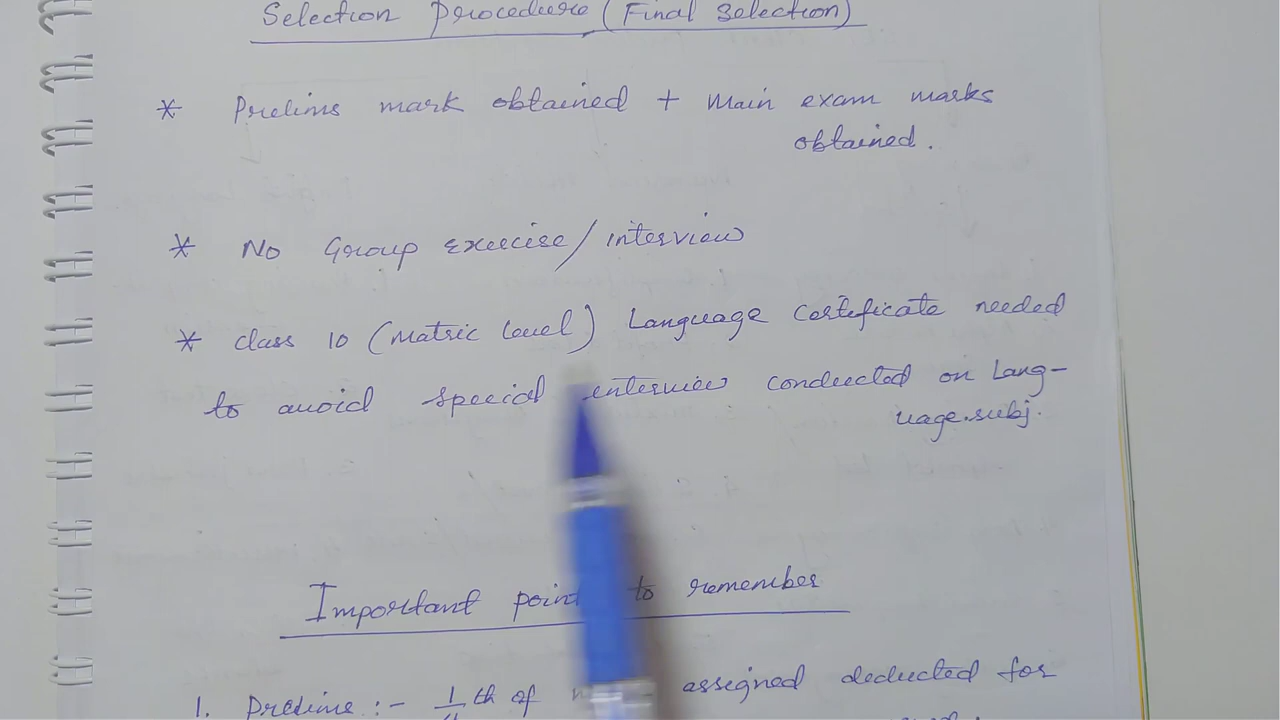 Selection Procedure (Final Selection)
* Prelims mark obtained + Main exam marks
obtained.
* No Group Exercise/interview
* Class 10 (Matric level) Language certificate needed
to avoid special interview conducted on Lang-
uage.subj.
Important to remember
1. Prelims :- th of assigned deducted for